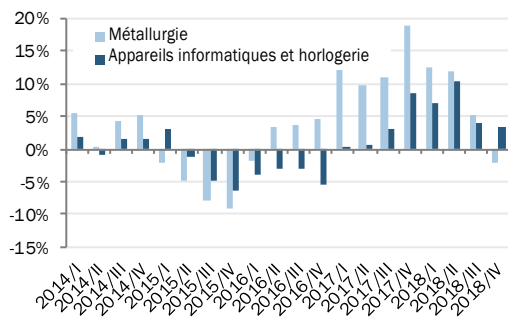 20%
15%
10%
5%
0%
-5%
-10%
-15%
Métallurgie
Appareils informatiques et horlogerie
2014/I
2014/II
2014/III
2014/IV
2015/I
2015/II
2015/III
2015/IV
2016/I
2016/II
2016/III
2016/IV
2017/I
2017/II
2017/III
2017/IV
2018/I
2018/II
2018/III
2018/IV